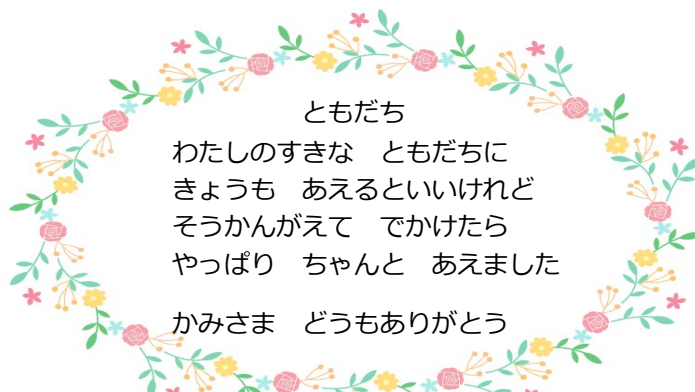 ともだち
わたしのすきな　ともだちに
きょうも　あえるといいけれど
そうかんがえて　でかけたら
やっぱり　ちゃんと　あえました
かみさま　どうもありがとう